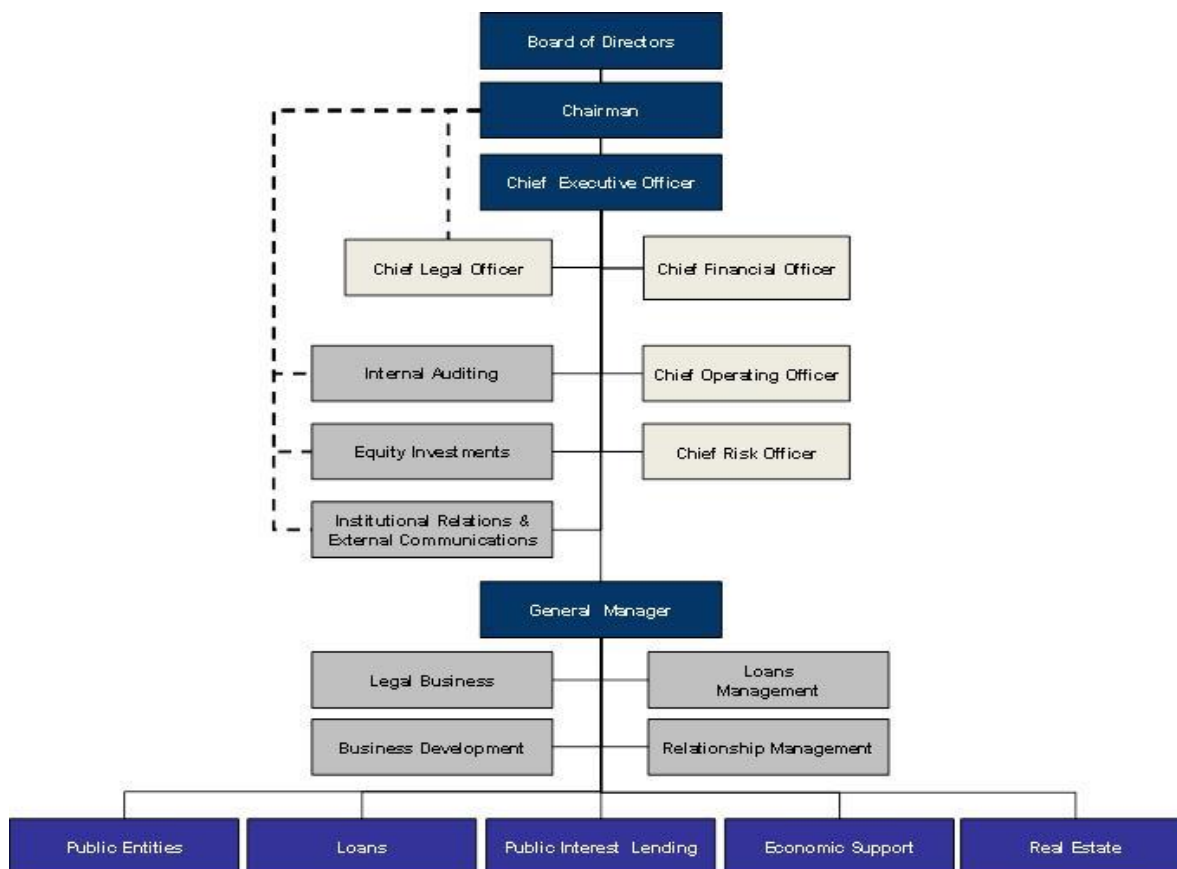 Board of Directors
Chairman
Chief Executive Officer
Chief Legal Officer
Chief Financial Officer
Internal Auditing
Chief Operating Officer
Equity Investments
Chief Risk Officer
Institutional Relations &
External Communications
General Manager
Legal Business
Loans
Management
Business Development
Relationship Management
Public Entities
Loans
Public Interest Lending
Economic Support
Real Estate